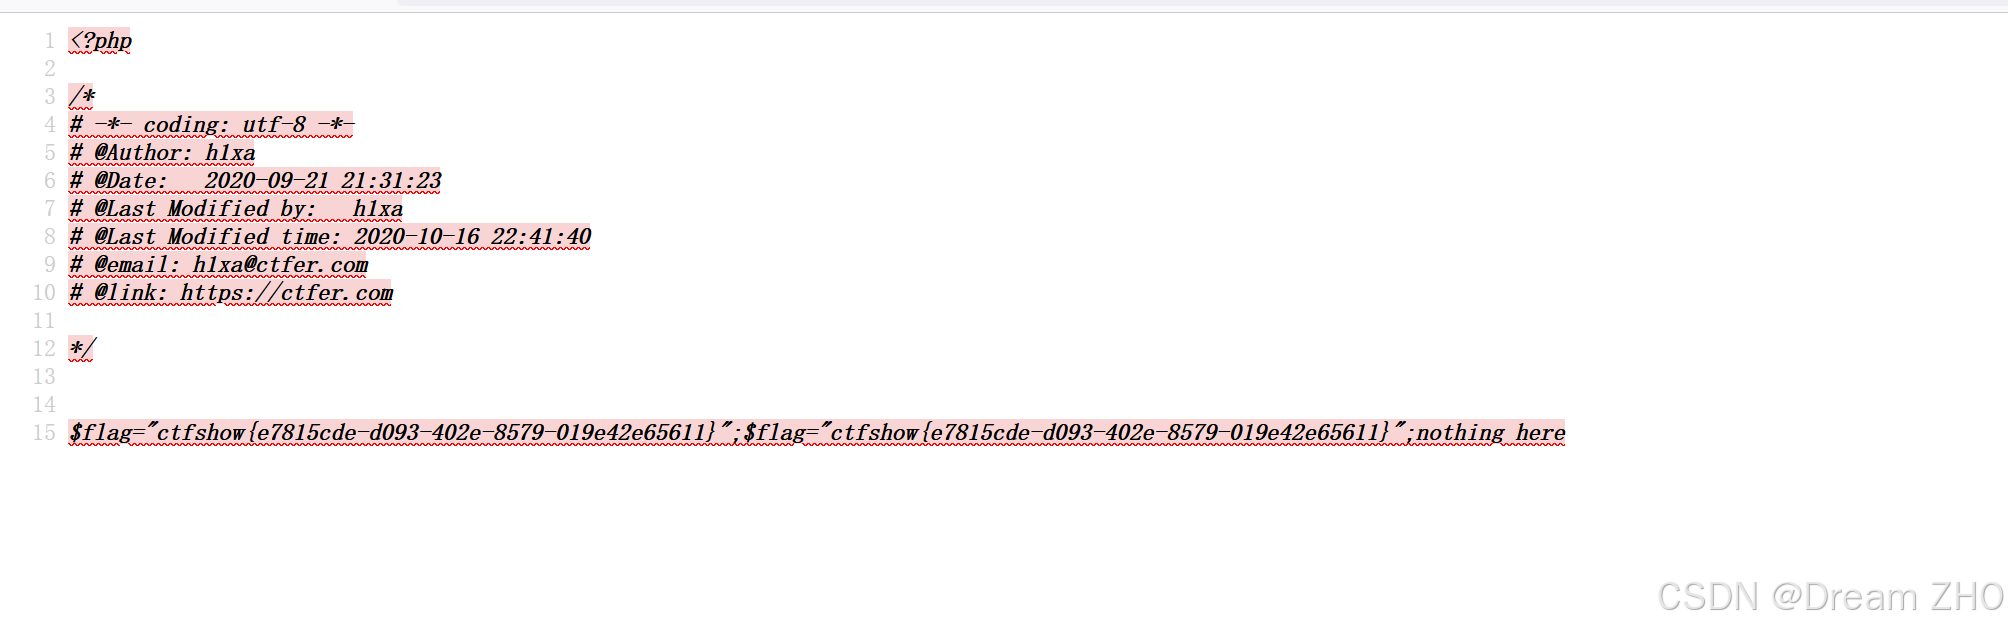 1 <?php
2
3 /*
4 # -*- coding: utf-8 -*-
5 # @Author: h1xa
6 # @Date:   2020-09-21 21:31:23
7 # @Last Modified by:   h1xa
8 # @Last Modified time: 2020-10-16 22:41:40
9 # @email: h1xa@ctfer.com
10 # @link: https://ctfer.com
11
12 */
13
14
15 $flag="ctfshow{e7815cde-d093-402e-8579-019e42e65611}";$flag="ctfshow{e7815cde-d093-402e-8579-019e42e65611}";nothing here
CSDN @Dream ZHO